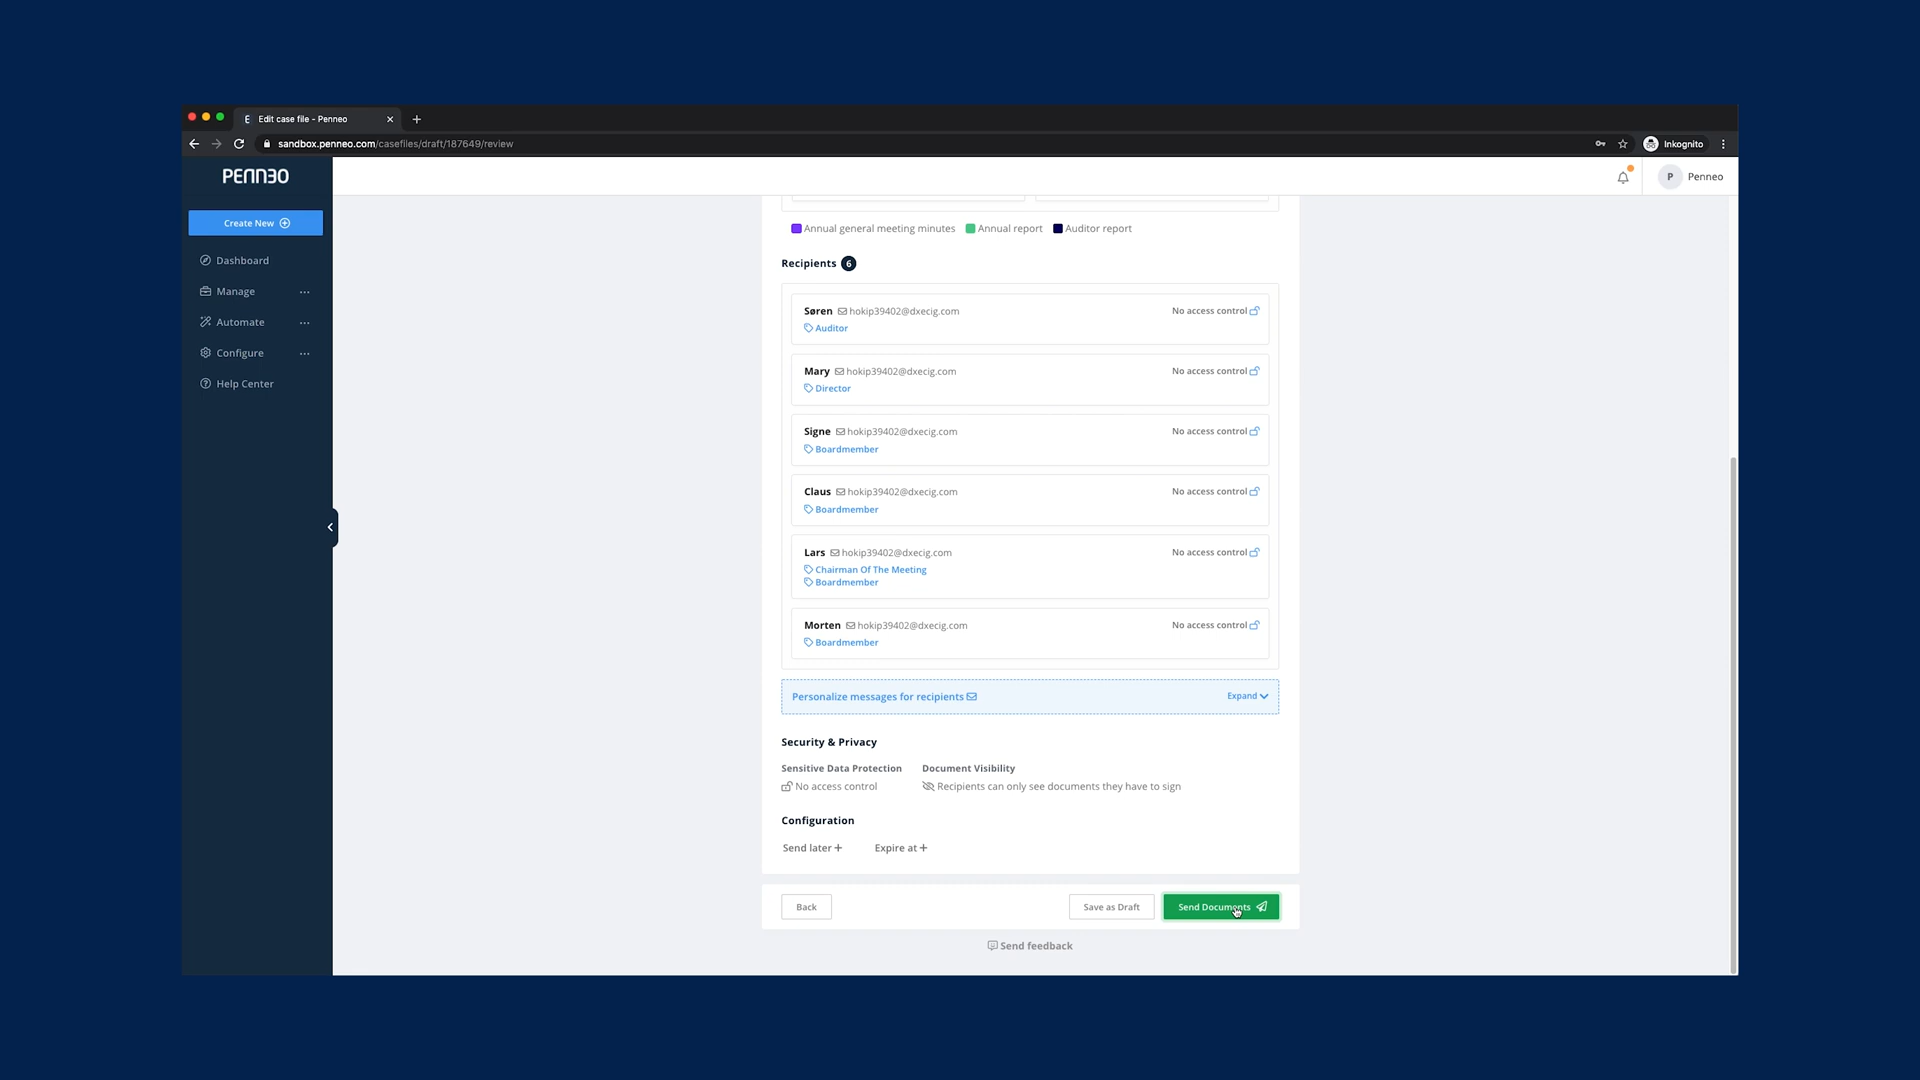 Edit case file - Penneo
sandbox.penneo.com/casefiles/draft/187649/review
Inkognito
PENNEO
P Penneo
Create New
Dashboard
Manage
Automate
Configure
Help Center
Annual general meeting minutes Annual report Auditor report
Recipients 6
Søren hokip39402@dxecig.com No access control
Auditor
Mary hokip39402@dxecig.com No access control
Director
Signe hokip39402@dxecig.com No access control
Boardmember
Claus hokip39402@dxecig.com No access control
Boardmember
Lars hokip39402@dxecig.com No access control
Chairman Of The Meeting
Boardmember
Morten hokip39402@dxecig.com No access control
Boardmember
Personalize messages for recipients Expand
Security & Privacy
Sensitive Data Protection Document Visibility
No access control Recipients can only see documents they have to sign
Configuration
Send later + Expire at +
Back Save as Draft Send Documents
Send feedback